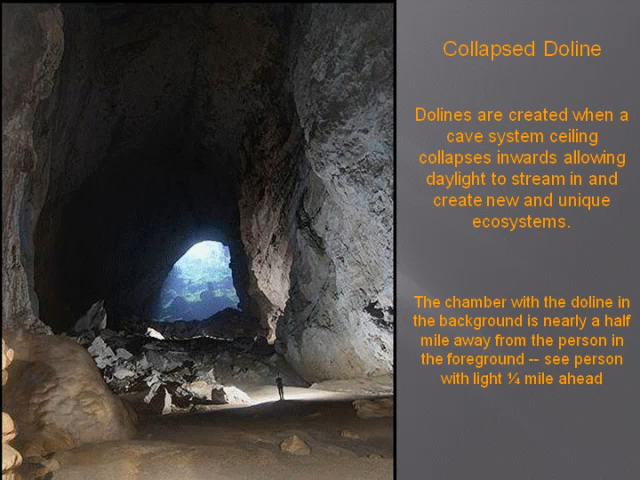 Collapsed Doline
Dolines are created when a
cave system ceiling
collapses inwards allowing
daylight to stream in and
create new and unique
ecosystems.
The chamber with the doline in
the background is nearly a half
mile away from the person in
the foreground -- see person
with light ¼ mile ahead